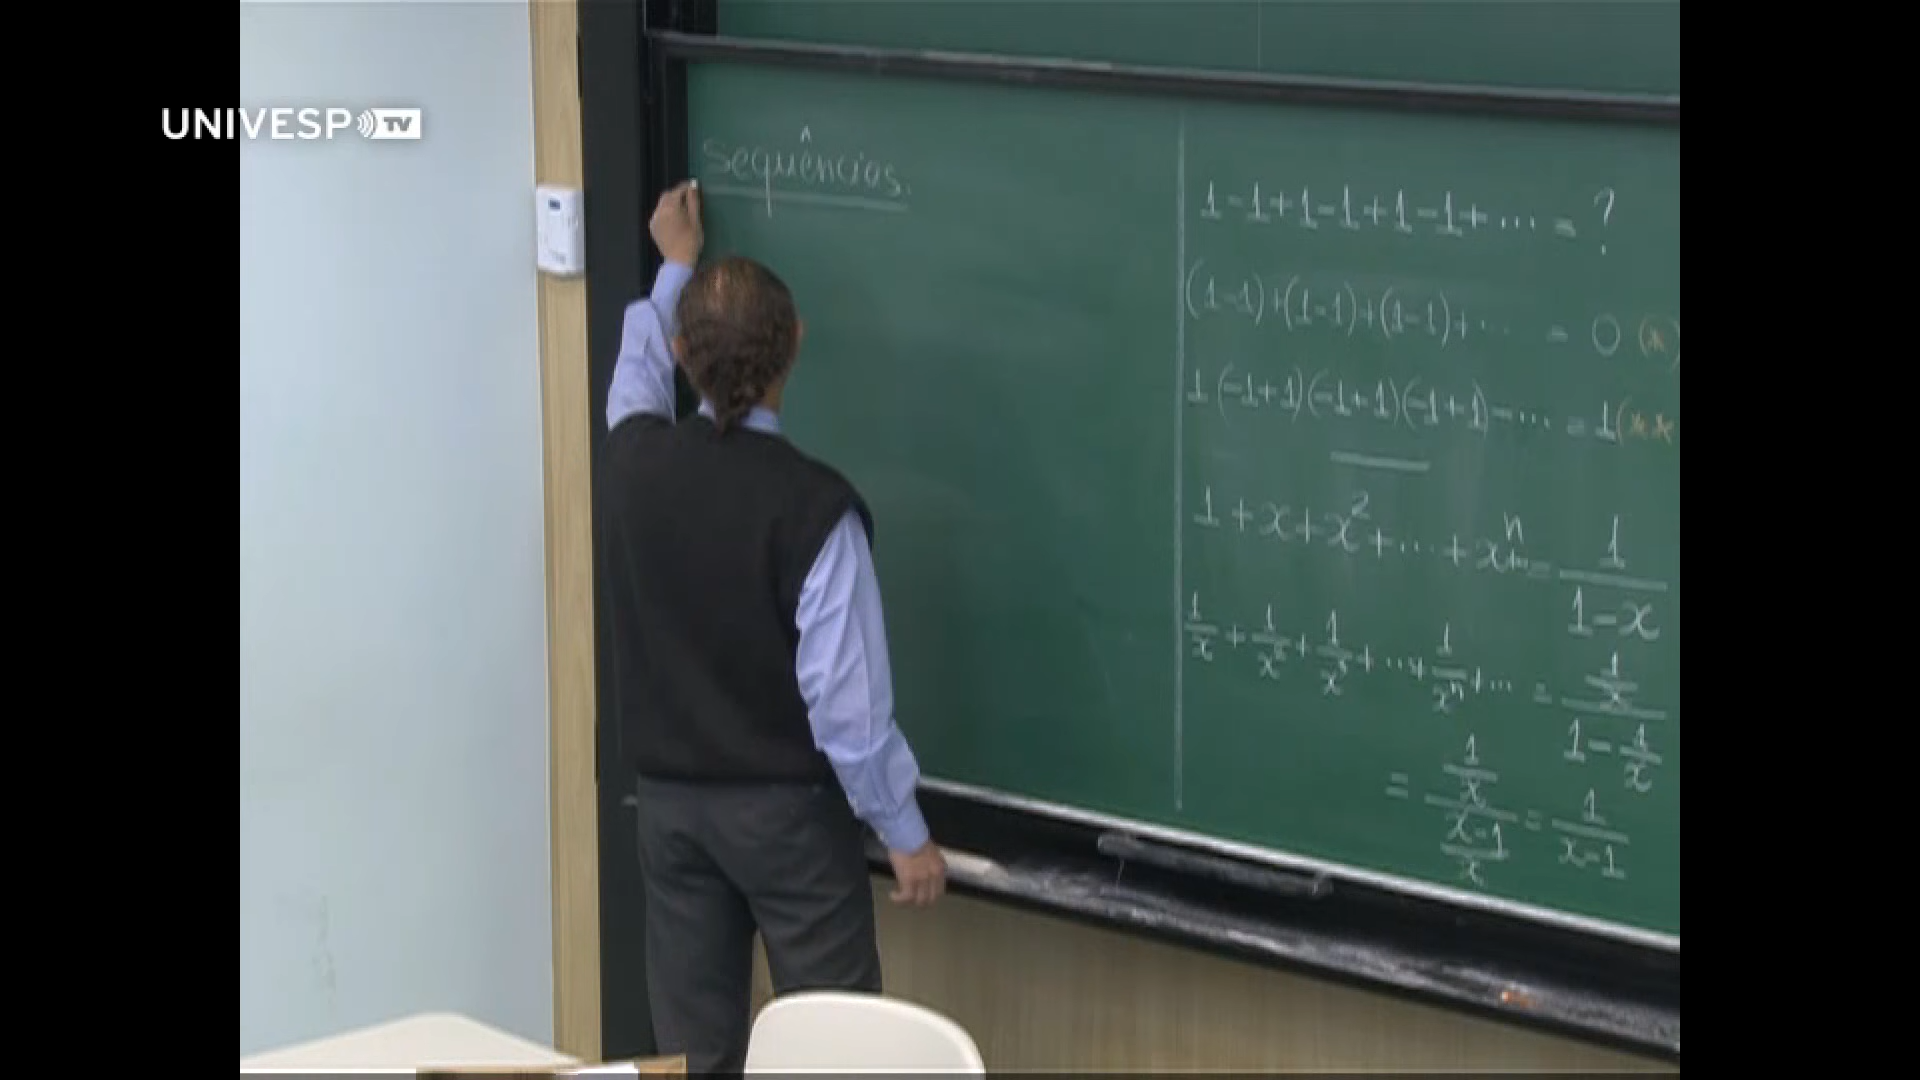 UNIVESP TV
Sequências.
1-1+1-1+1-1+... = ?
(1-1)+(1-1)+(1-1)+... = 0 (*)
1(-1+1)(-1+1)(-1+1)-... = 1(**
1+x+x²+...+xⁿ+... = 1/(1-x)
1/x + 1/x² + 1/x³ + ... + 1/xⁿ + ... = (1/x)/(1-1/x)
= (1/x)/((x-1)/x) = 1/(x-1)